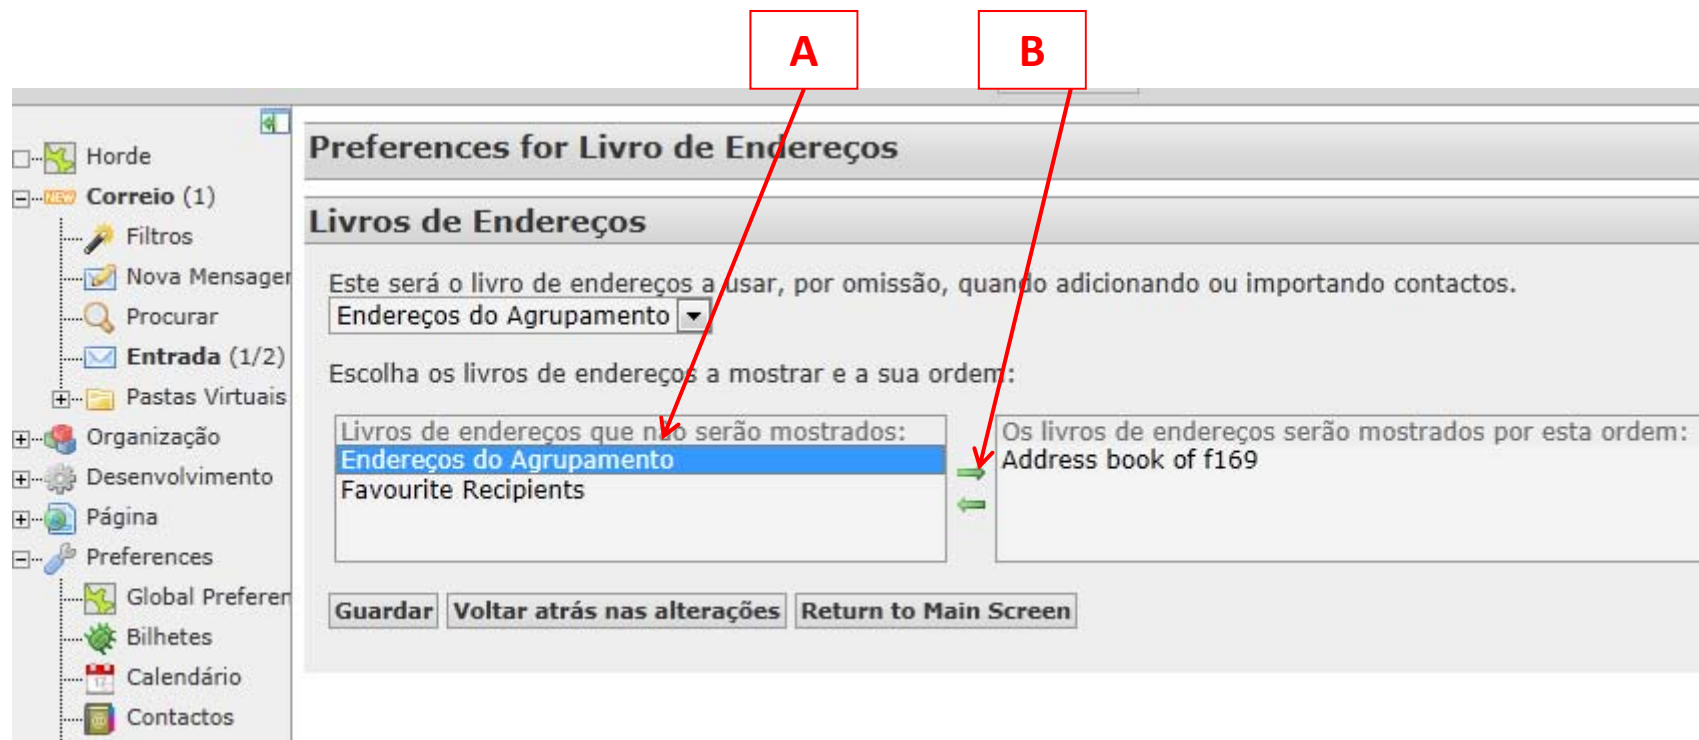 A
B
Horde
Correio (1)
Filtros
Nova Mensager
Procurar
Entrada (1/2)
Pastas Virtuais
Organização
Desenvolvimento
Página
Preferences
Global Preferen
Bilhetes
Calendário
Contactos
Preferences for Livro de Endereços
Livros de Endereços
Este será o livro de endereços a usar, por omissão, quando adicionando ou importando contactos.
Endereços do Agrupamento
Escolha os livros de endereços a mostrar e a sua ordem:
Livros de endereços que não serão mostrados:
Endereços do Agrupamento
Favourite Recipients
Os livros de endereços serão mostrados por esta ordem:
Address book of f169
Guardar
Voltar atrás nas alterações
Return to Main Screen